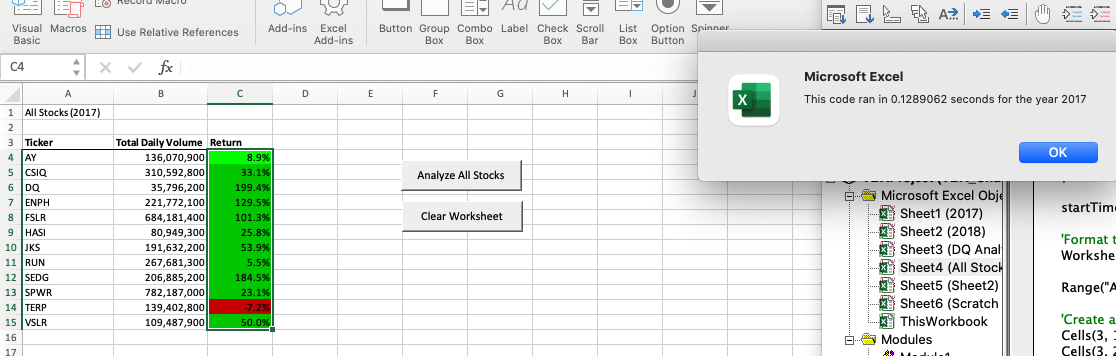 Record Macro
Visual Basic
Macros
Use Relative References
Add-ins
Excel Add-ins
Button
Group Box
Combo Box
Label
Check Box
Scroll Bar
List Box
Option Button
Spinner
C4
fx
A B C D E F G H I J
1 All Stocks (2017)
2
3 Ticker Total Daily Volume Return
4 AY 136,070,900 8.9%
5 CSIQ 310,592,800 33.1%
6 DQ 35,796,200 199.4%
7 ENPH 221,772,100 129.5%
8 FSLR 684,181,400 101.3%
9 HASI 80,949,300 25.8%
10 JKS 191,632,200 53.9%
11 RUN 267,681,300 5.5%
12 SEDG 206,885,200 184.5%
13 SPWR 782,187,000 23.1%
14 TERP 139,402,800 -7.2%
15 VSLR 109,487,900 50.0%
16
17
Analyze All Stocks
Clear Worksheet
Microsoft Excel
This code ran in 0.1289062 seconds for the year 2017
OK
Microsoft Excel Obje
Sheet1 (2017)
Sheet2 (2018)
Sheet3 (DQ Anal
Sheet4 (All Stock
Sheet5 (Sheet2)
Sheet6 (Scratch
ThisWorkbook
Modules
startTime
'Format t
Workshe
Range("A
'Create a
Cells(3, 
Cells(3,